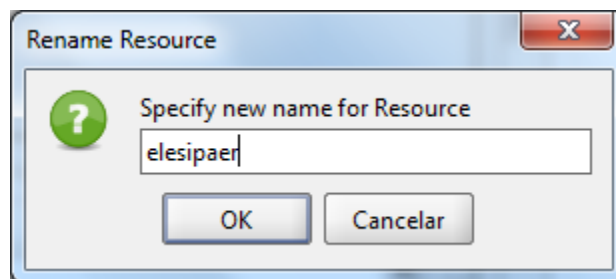 Rename Resource
Specify new name for Resource
elesipaer
OK
Cancelar